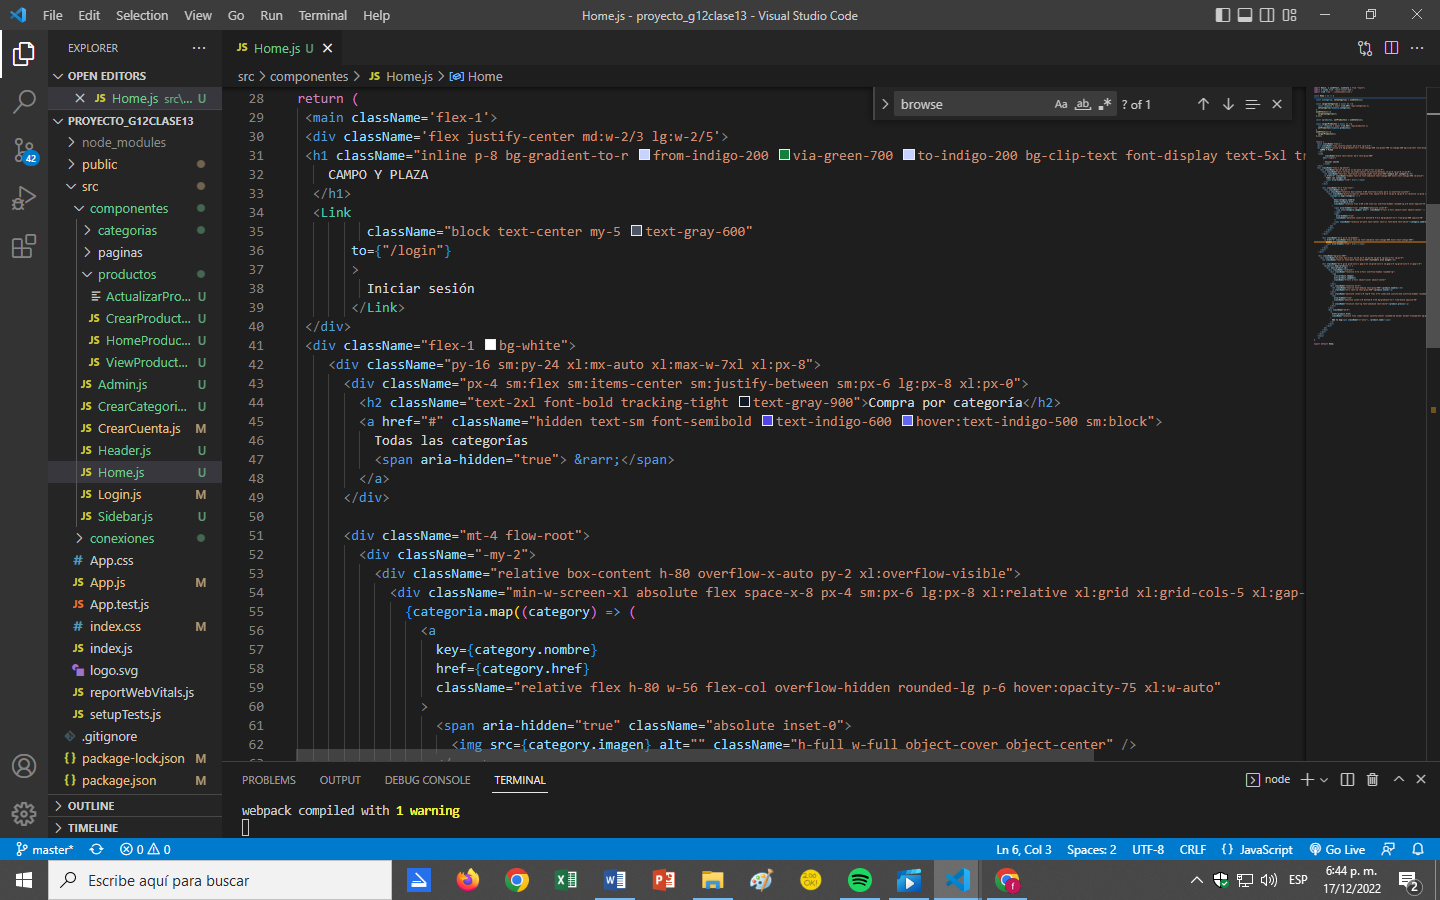 File Edit Selection View Go Run Terminal Help
Home.js - proyecto_g12clase13 - Visual Studio Code
EXPLORER
OPEN EDITORS
Home.js src\... U
PROYECTO_G12CLASE13
node_modules
public
src
componentes
categorias
paginas
productos
ActualizarPro... U
CrearProduct... U
HomeProduc... U
ViewProduct... U
Admin.js U
CrearCategori... U
CrearCuenta.js M
Header.js U
Home.js U
Login.js M
Sidebar.js U
conexiones
App.css
App.js M
App.test.js
index.css M
index.js
logo.svg
reportWebVitals.js
setupTests.js
.gitignore
package-lock.json M
package.json M
OUTLINE
TIMELINE
42
JS Home.js U
src > componentes > JS Home.js > Home
browse
Aa ab .* ? of 1
28 return (
29 <main className='flex-1'>
30 <div className='flex justify-center md:w-2/3 lg:w-2/5'>
31 <h1 className="inline p-8 bg-gradient-to-r from-indigo-200 via-green-700 to-indigo-200 bg-clip-text font-display text-5xl tr
32 CAMPO Y PLAZA
33 </h1>
34 <Link
35 className="block text-center my-5 text-gray-600"
36 to={"/login"}
37 >
38 Iniciar sesión
39 </Link>
40 </div>
41 <div className="flex-1 bg-white">
42 <div className="py-16 sm:py-24 xl:mx-auto xl:max-w-7xl xl:px-8">
43 <div className="px-4 sm:flex sm:items-center sm:justify-between sm:px-6 lg:px-8 xl:px-0">
44 <h2 className="text-2xl font-bold tracking-tight text-gray-900">Compra por categoría</h2>
45 <a href="#" className="hidden text-sm font-semibold text-indigo-600 hover:text-indigo-500 sm:block">
46 Todas las categorías
47 <span aria-hidden="true"> &rarr;</span>
48 </a>
49 </div>
50
51 <div className="mt-4 flow-root">
52 <div className="-my-2">
53 <div className="relative box-content h-80 overflow-x-auto py-2 xl:overflow-visible">
54 <div className="min-w-screen-xl absolute flex space-x-8 px-4 sm:px-6 lg:px-8 xl:relative xl:grid xl:grid-cols-5 xl:gap-
55 {categoria.map((category) => (
56 <a
57 key={category.nombre}
58 href={category.href}
59 className="relative flex h-80 w-56 flex-col overflow-hidden rounded-lg p-6 hover:opacity-75 xl:w-auto"
60 >
61 <span aria-hidden="true" className="absolute inset-0">
62 <img src={category.imagen} alt="" className="h-full w-full object-cover object-center" />
PROBLEMS OUTPUT DEBUG CONSOLE TERMINAL
node
webpack compiled with 1 warning
master* 0 0
Ln 6, Col 3 Spaces: 2 UTF-8 CRLF {} JavaScript Go Live
Escribe aquí para buscar
ESP
6:44 p. m.
17/12/2022
2